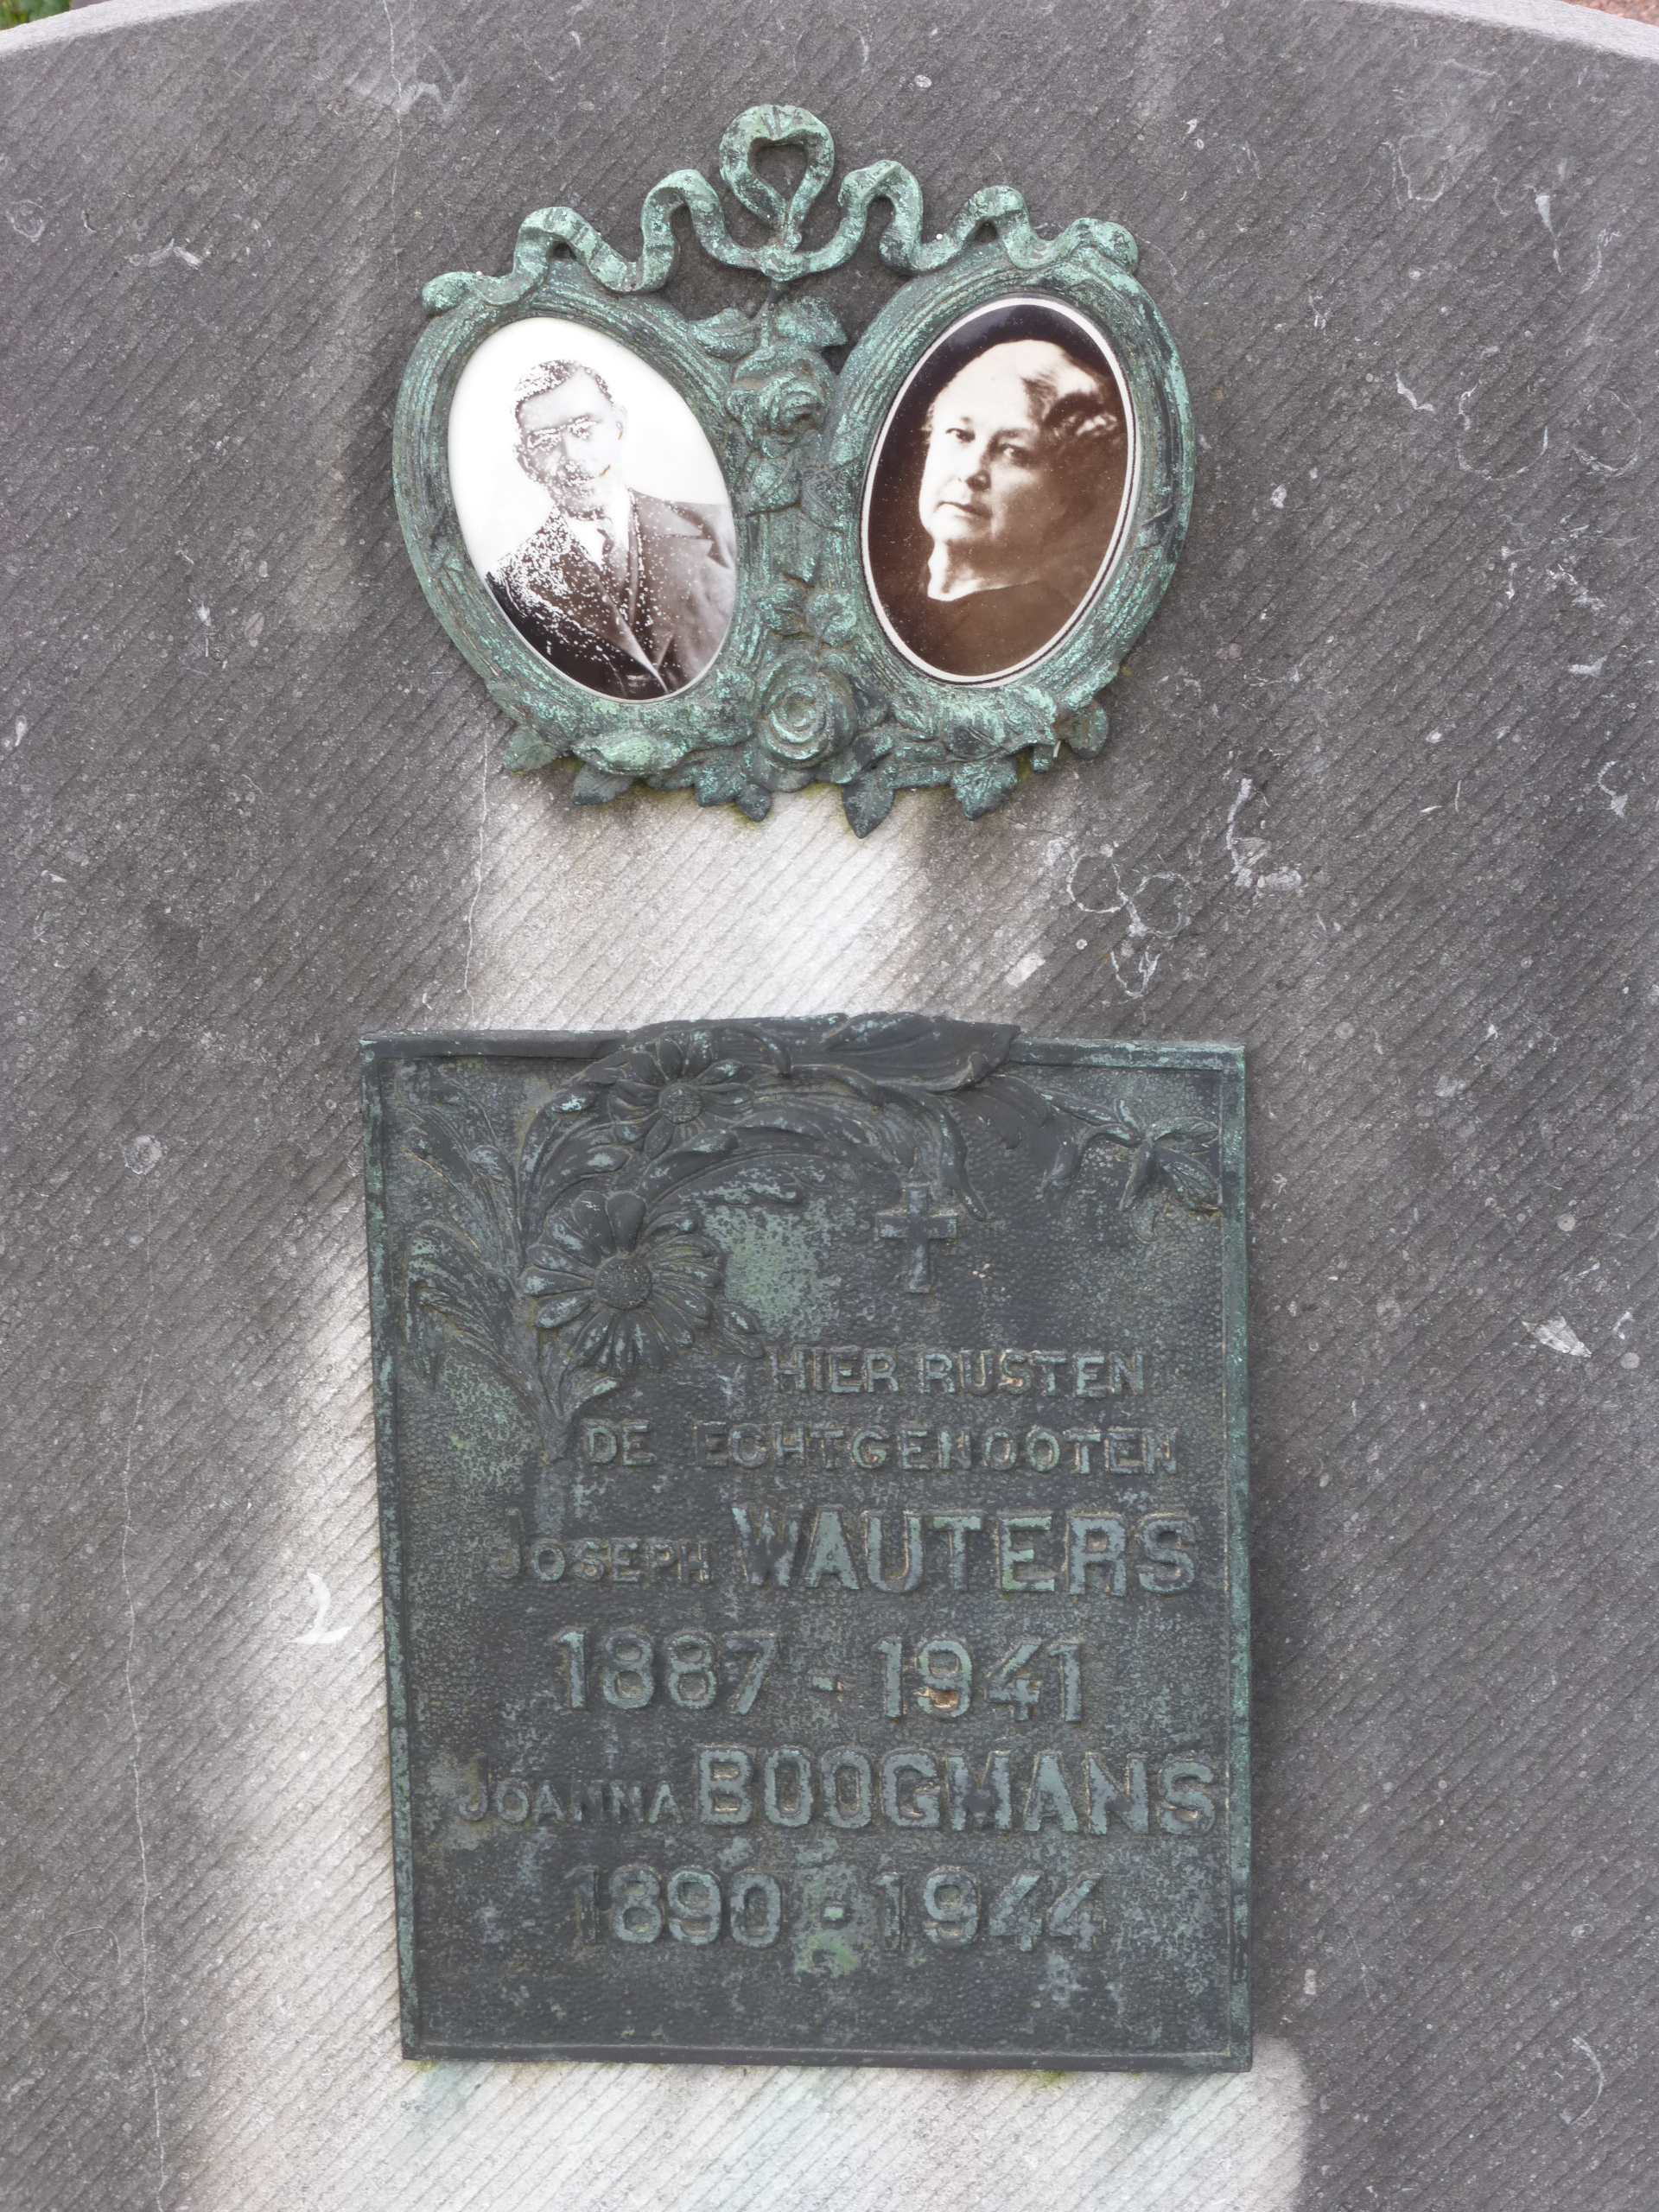 HIER RUSTEN
DE ECHTGENOOTEN
JOSEPH WAUTERS
1887 - 1941
JOANNA BOOGMANS
1890 - 1944